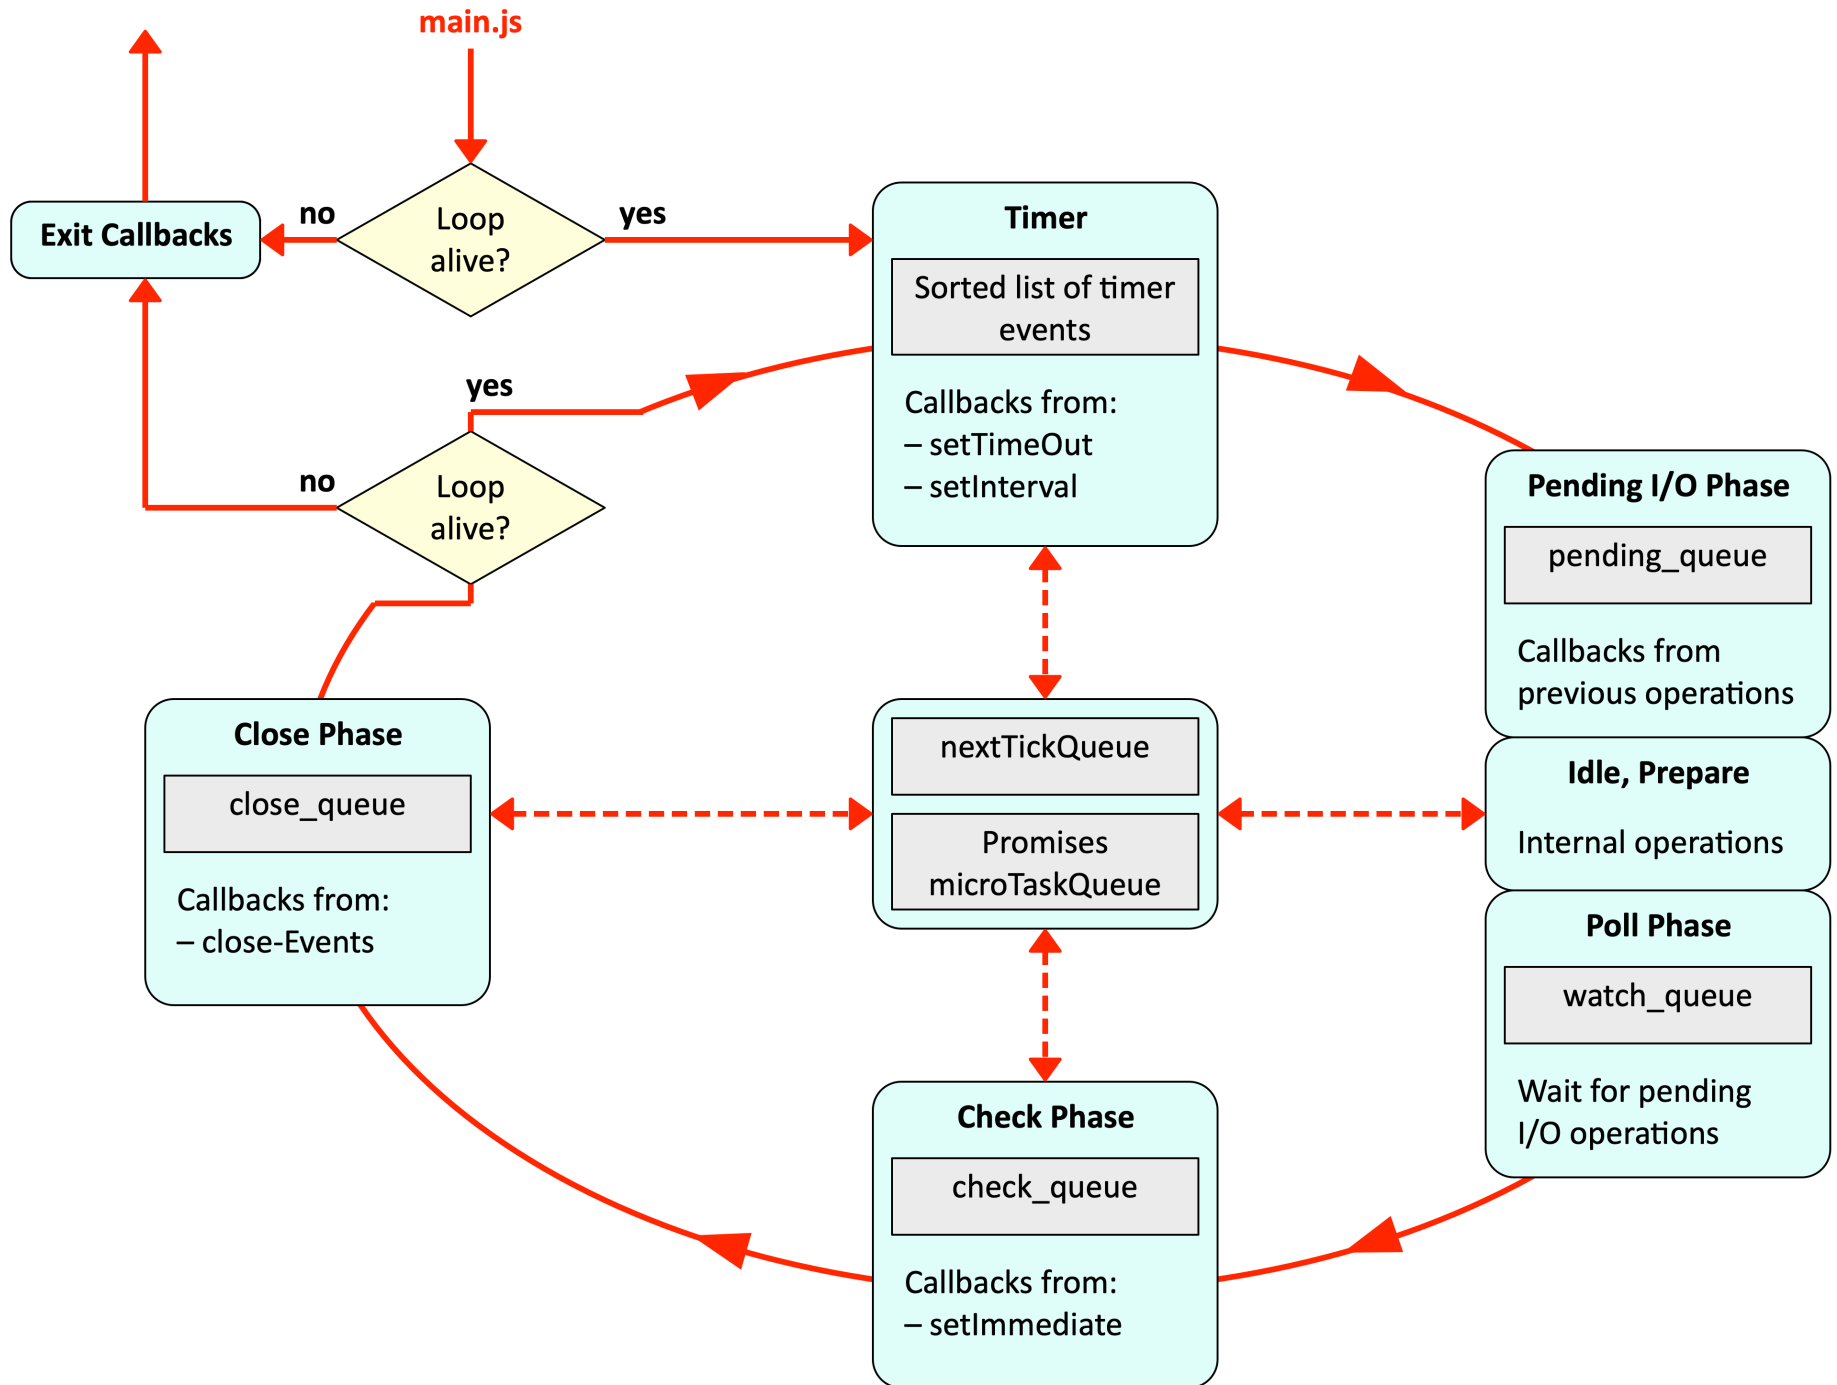 main.js
Exit Callbacks
no
Loop
alive?
yes
Timer
Sorted list of timer
events
Callbacks from:
– setTimeOut
– setInterval
yes
no
Loop
alive?
Pending I/O Phase
pending_queue
Callbacks from
previous operations
Idle, Prepare
Internal operations
Poll Phase
watch_queue
Wait for pending
I/O operations
nextTickQueue
Promises
microTaskQueue
Close Phase
close_queue
Callbacks from:
– close-Events
Check Phase
check_queue
Callbacks from:
– setImmediate